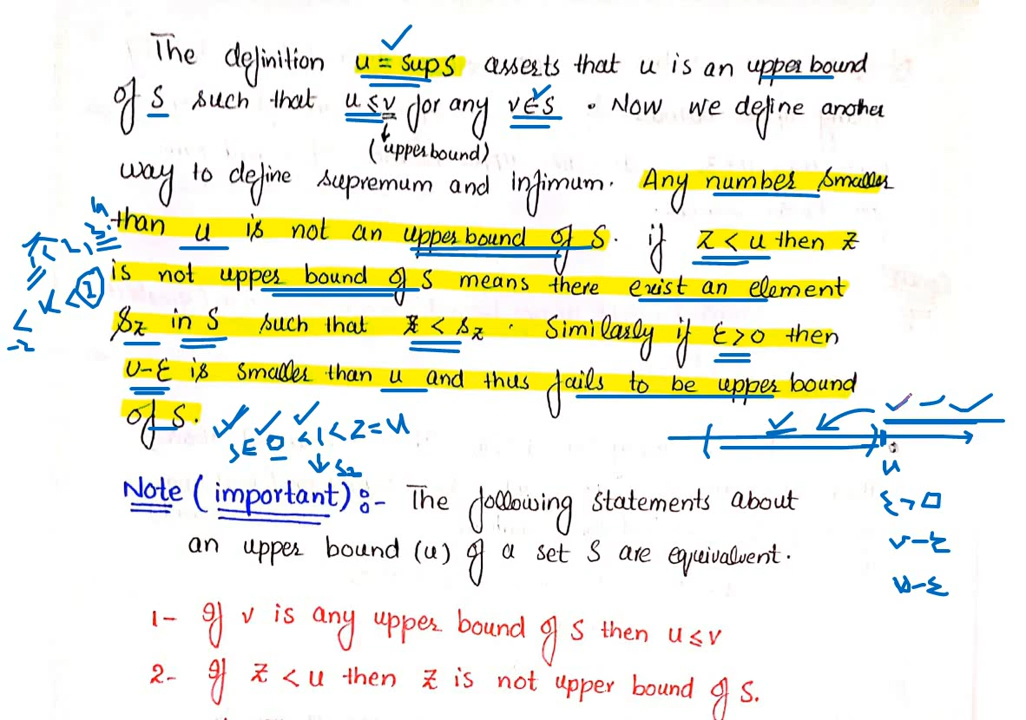 The definition u = sup S asserts that u is an upper bound
of S such that u ≤ v for any v ∈ S . Now we define another
(upper bound)
way to define supremum and infimum. Any number smaller
than u is not an upper bound of S. if Z < u then Z
is not upper bound of S means there exist an element
S_Z in S such that Z < S_Z . Similarly if ε > 0 then
U-ε is smaller than u and thus fails to be upper bound
of S.
Note (important) :- The following statements about
an upper bound (u) of a set S are equivalent.
1- If v is any upper bound of S then u ≤ v
2- If Z < u then Z is not upper bound of S.
u
v-ε